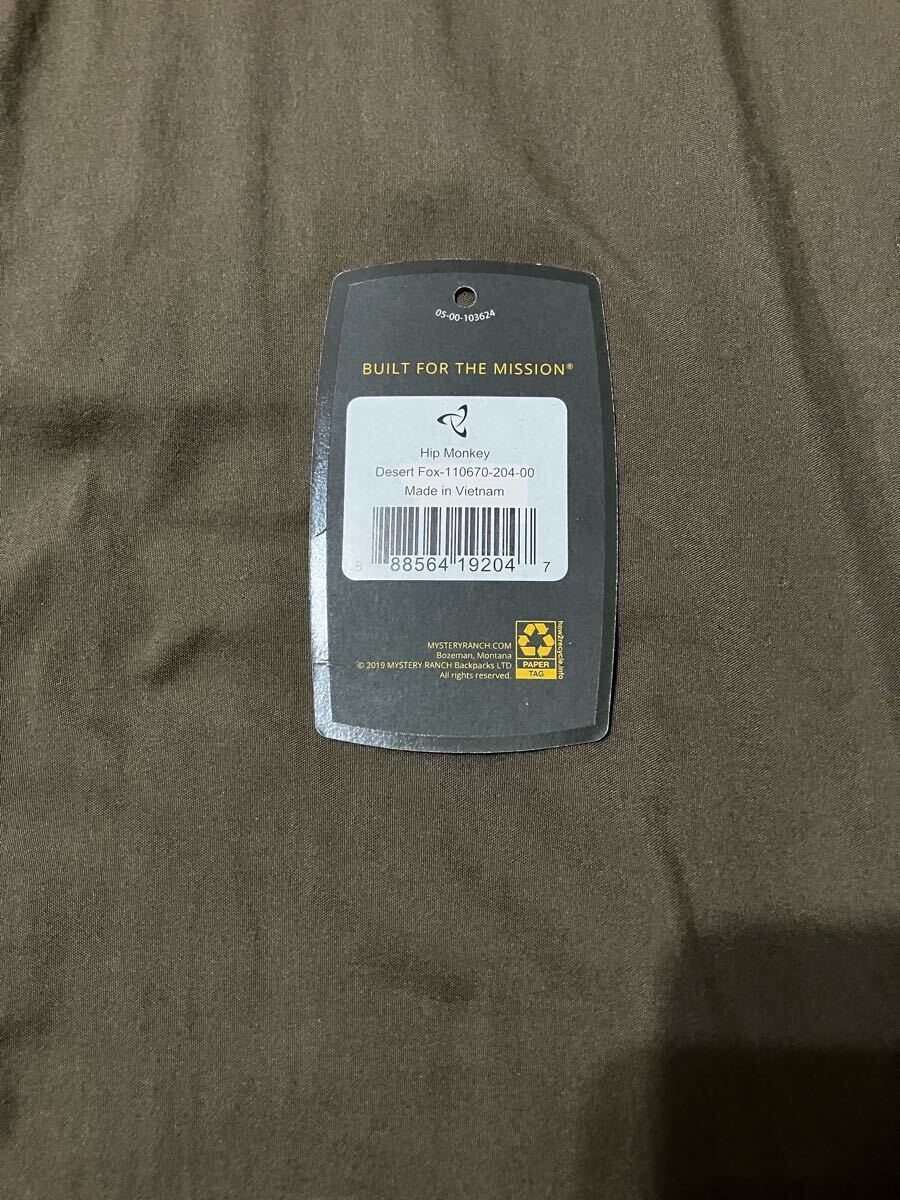 05-00-103624
BUILT FOR THE MISSION®
Hip Monkey
Desert Fox-110670-204-00
Made in Vietnam
8 88564 19204 7
MYSTERYRANCH.COM
Bozeman, Montana
© 2019 MYSTERY RANCH Backpacks LTD
All rights reserved.
PAPER
TAG
how2recycle.info